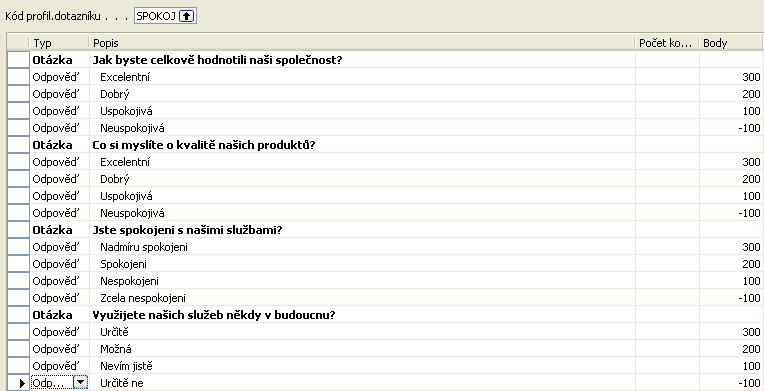 Kód profil.dotazníku . . . SPOKOJ
Typ Popis Počet ko... Body
Otázka Jak byste celkově hodnotili naši společnost?
Odpověď Excelentní 300
Odpověď Dobrý 200
Odpověď Uspokojivá 100
Odpověď Neuspokojivá -100
Otázka Co si myslíte o kvalitě našich produktů?
Odpověď Excelentní 300
Odpověď Dobrý 200
Odpověď Uspokojivá 100
Odpověď Neuspokojivá -100
Otázka Jste spokojeni s našimi službami?
Odpověď Nadmíru spokojeni 300
Odpověď Spokojeni 200
Odpověď Nespokojeni 100
Odpověď Zcela nespokojeni -100
Otázka Využijete našich služeb někdy v budoucnu?
Odpověď Určitě 300
Odpověď Možná 200
Odpověď Nevím jistě 100
Odp... Určitě ne -100